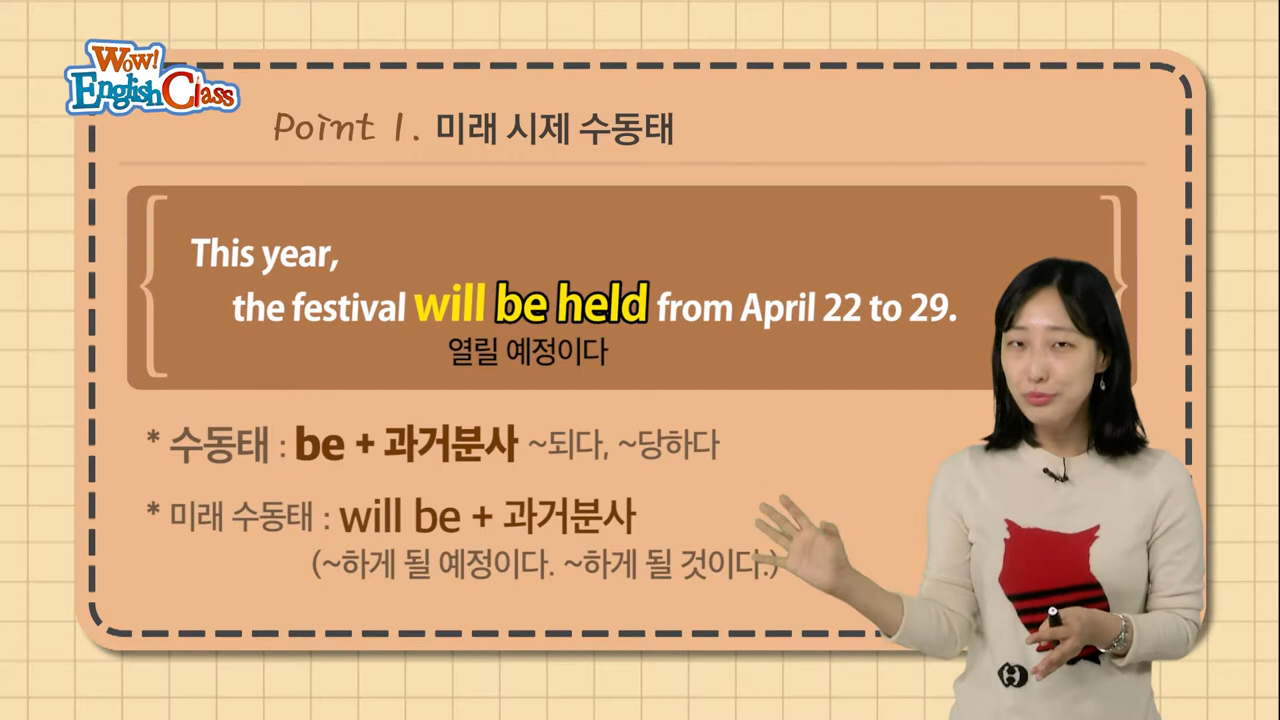 Wow!
English Class
Point 1. 미래 시제 수동태
This year,
the festival will be held from April 22 to 29.
열릴 예정이다
* 수동태 : be + 과거분사 ~되다, ~당하다
* 미래 수동태 : will be + 과거분사
(~하게 될 예정이다. ~하게 될 것이다.)